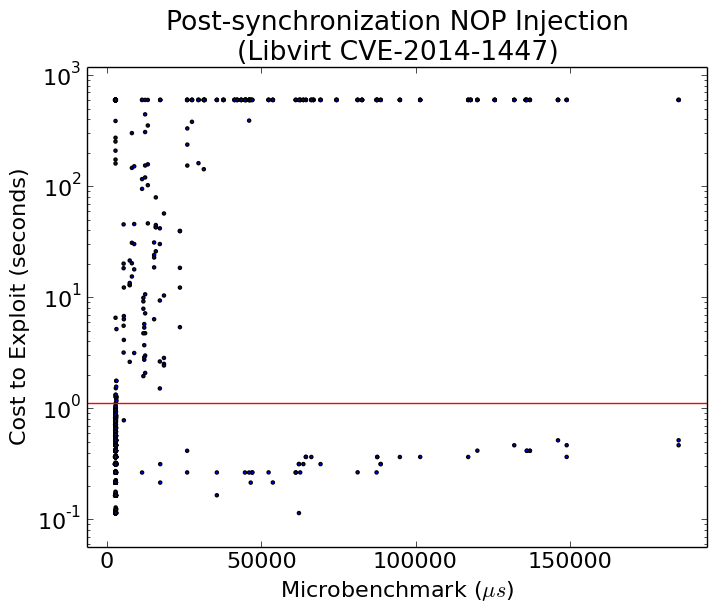 Post-synchronization NOP Injection
(Libvirt CVE-2014-1447)
Cost to Exploit (seconds)
10³
10²
10¹
10⁰
10⁻¹
0 50000 100000 150000
Microbenchmark (μs)